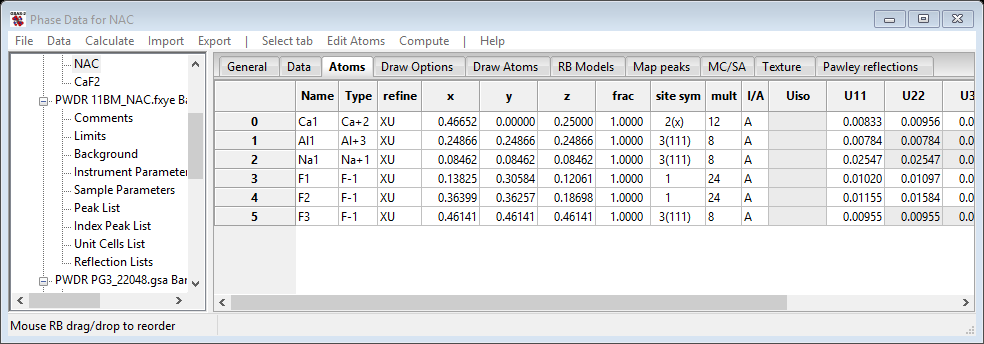 Phase Data for NAC
File Data Calculate Import Export | Select tab Edit Atoms Compute | Help
NAC
CaF2
PWDR 11BM_NAC.fxye Ba
Comments
Limits
Background
Instrument Parameter
Sample Parameters
Peak List
Index Peak List
Unit Cells List
Reflection Lists
PWDR PG3_22048.gsa Bar
General Data Atoms Draw Options Draw Atoms RB Models Map peaks MC/SA Texture Pawley reflections
Name Type refine x y z frac site sym mult I/A Uiso U11 U22 U3
0 Ca1 Ca+2 XU 0.46652 0.00000 0.25000 1.0000 2(x) 12 A 0.00833 0.00956 0.0
1 Al1 Al+3 XU 0.24866 0.24866 0.24866 1.0000 3(111) 8 A 0.00784 0.00784 0.0
2 Na1 Na+1 XU 0.08462 0.08462 0.08462 1.0000 3(111) 8 A 0.02547 0.02547 0.0
3 F1 F-1 XU 0.13825 0.30584 0.12061 1.0000 1 24 A 0.01020 0.01097 0.0
4 F2 F-1 XU 0.36399 0.36257 0.18698 1.0000 1 24 A 0.01155 0.01584 0.0
5 F3 F-1 XU 0.46141 0.46141 0.46141 1.0000 3(111) 8 A 0.00955 0.00955 0.0
Mouse RB drag/drop to reorder